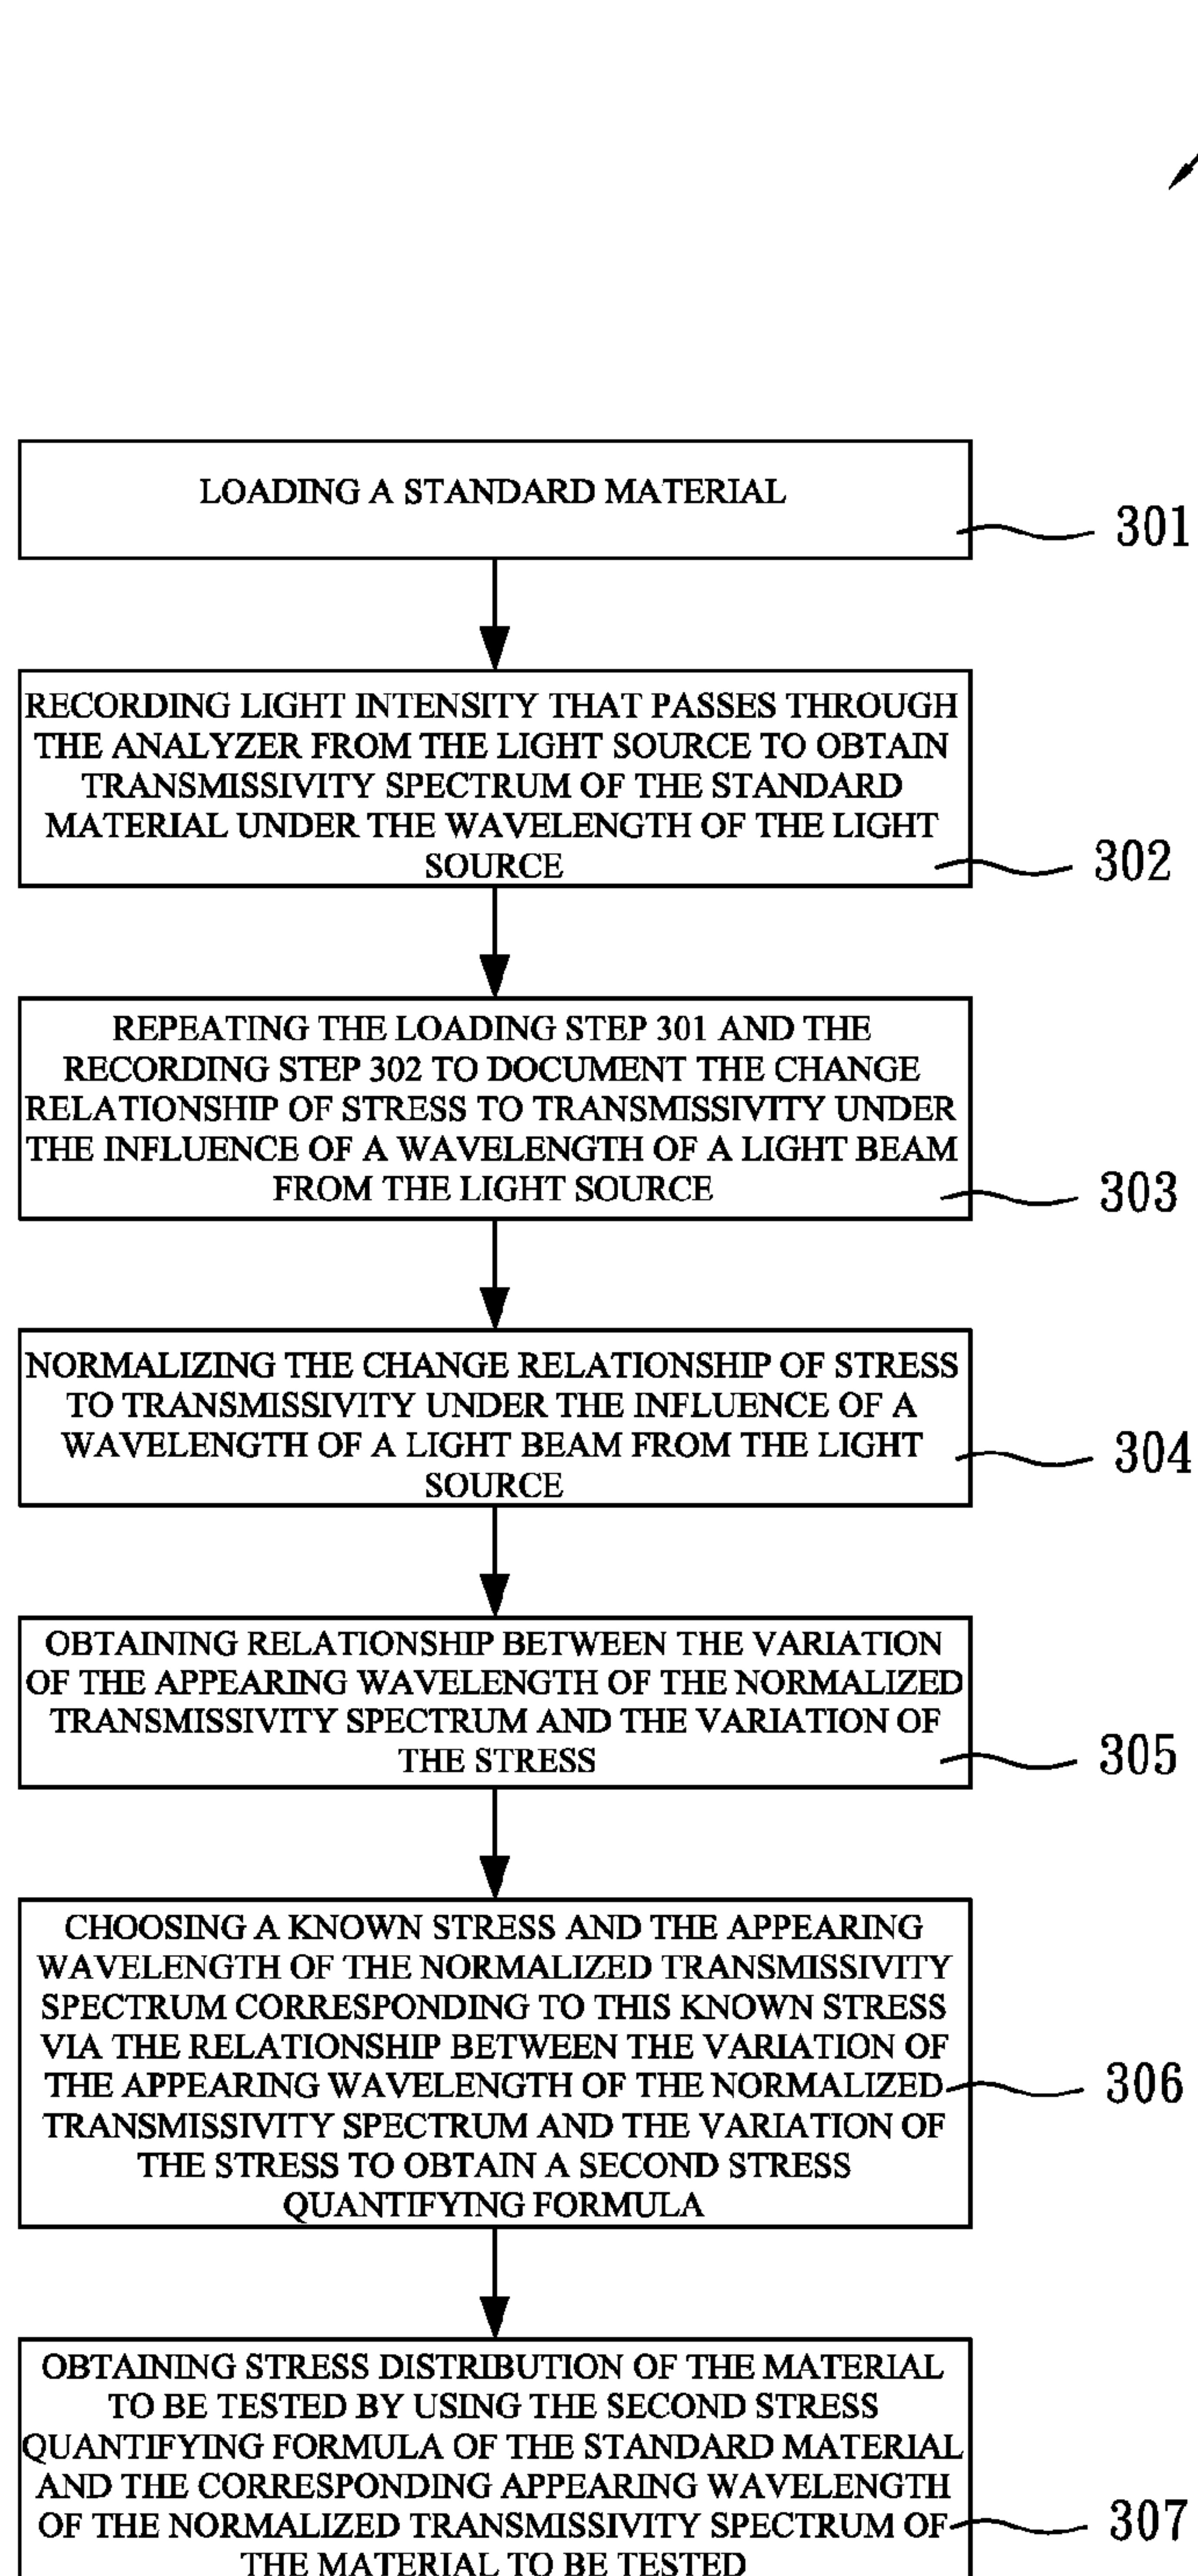 LOADING A STANDARD MATERIAL
301
RECORDING LIGHT INTENSITY THAT PASSES THROUGH
THE ANALYZER FROM THE LIGHT SOURCE TO OBTAIN
TRANSMISSIVITY SPECTRUM OF THE STANDARD
MATERIAL UNDER THE WAVELENGTH OF THE LIGHT
SOURCE
302
REPEATING THE LOADING STEP 301 AND THE
RECORDING STEP 302 TO DOCUMENT THE CHANGE
RELATIONSHIP OF STRESS TO TRANSMISSIVITY UNDER
THE INFLUENCE OF A WAVELENGTH OF A LIGHT BEAM
FROM THE LIGHT SOURCE
303
NORMALIZING THE CHANGE RELATIONSHIP OF STRESS
TO TRANSMISSIVITY UNDER THE INFLUENCE OF A
WAVELENGTH OF A LIGHT BEAM FROM THE LIGHT
SOURCE
304
OBTAINING RELATIONSHIP BETWEEN THE VARIATION
OF THE APPEARING WAVELENGTH OF THE NORMALIZED
TRANSMISSIVITY SPECTRUM AND THE VARIATION OF
THE STRESS
305
CHOOSING A KNOWN STRESS AND THE APPEARING
WAVELENGTH OF THE NORMALIZED TRANSMISSIVITY
SPECTRUM CORRESPONDING TO THIS KNOWN STRESS
VIA THE RELATIONSHIP BETWEEN THE VARIATION OF
THE APPEARING WAVELENGTH OF THE NORMALIZED
TRANSMISSIVITY SPECTRUM AND THE VARIATION OF
THE STRESS TO OBTAIN A SECOND STRESS
QUANTIFYING FORMULA
306
OBTAINING STRESS DISTRIBUTION OF THE MATERIAL
TO BE TESTED BY USING THE SECOND STRESS
QUANTIFYING FORMULA OF THE STANDARD MATERIAL
AND THE CORRESPONDING APPEARING WAVELENGTH
OF THE NORMALIZED TRANSMISSIVITY SPECTRUM OF
THE MATERIAL TO BE TESTED
307